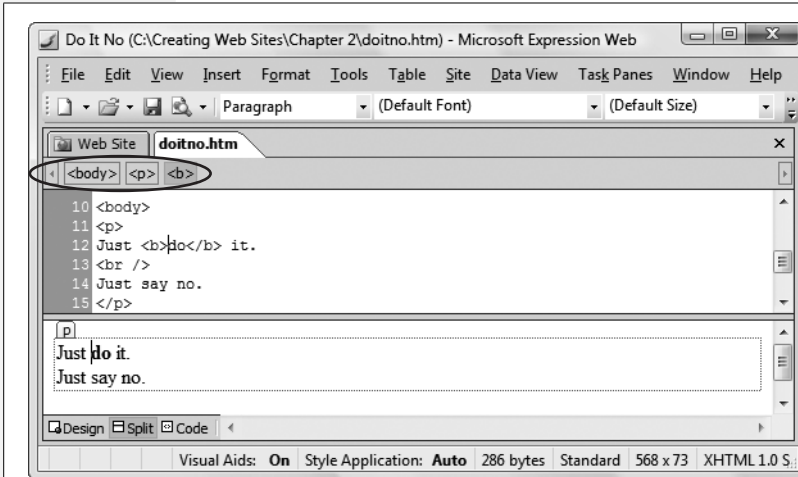 Do It No (C:\Creating Web Sites\Chapter 2\doitno.htm) - Microsoft Expression Web
File Edit View Insert Format Tools Table Site Data View Task Panes Window Help
Paragraph (Default Font) (Default Size)
Web Site doitno.htm
<body> <p> <b>
10 <body>
11 <p>
12 Just <b>do</b> it.
13 <br />
14 Just say no.
15 </p>
p
Just do it.
Just say no.
Design Split Code
Visual Aids: On Style Application: Auto 286 bytes Standard 568 x 73 XHTML 1.0 S